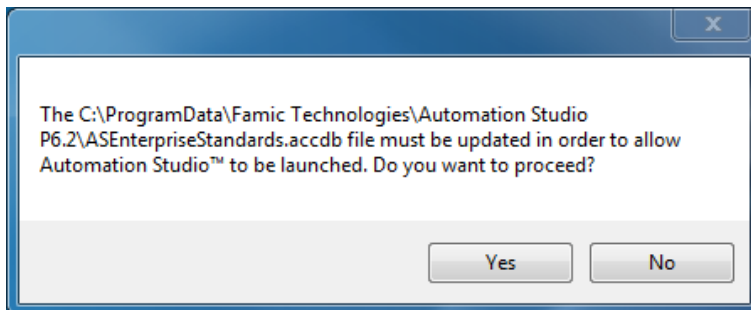 The C:\ProgramData\Famic Technologies\Automation Studio
P6.2\ASEnterpriseStandards.accdb file must be updated in order to allow
Automation Studio™ to be launched. Do you want to proceed?
Yes No